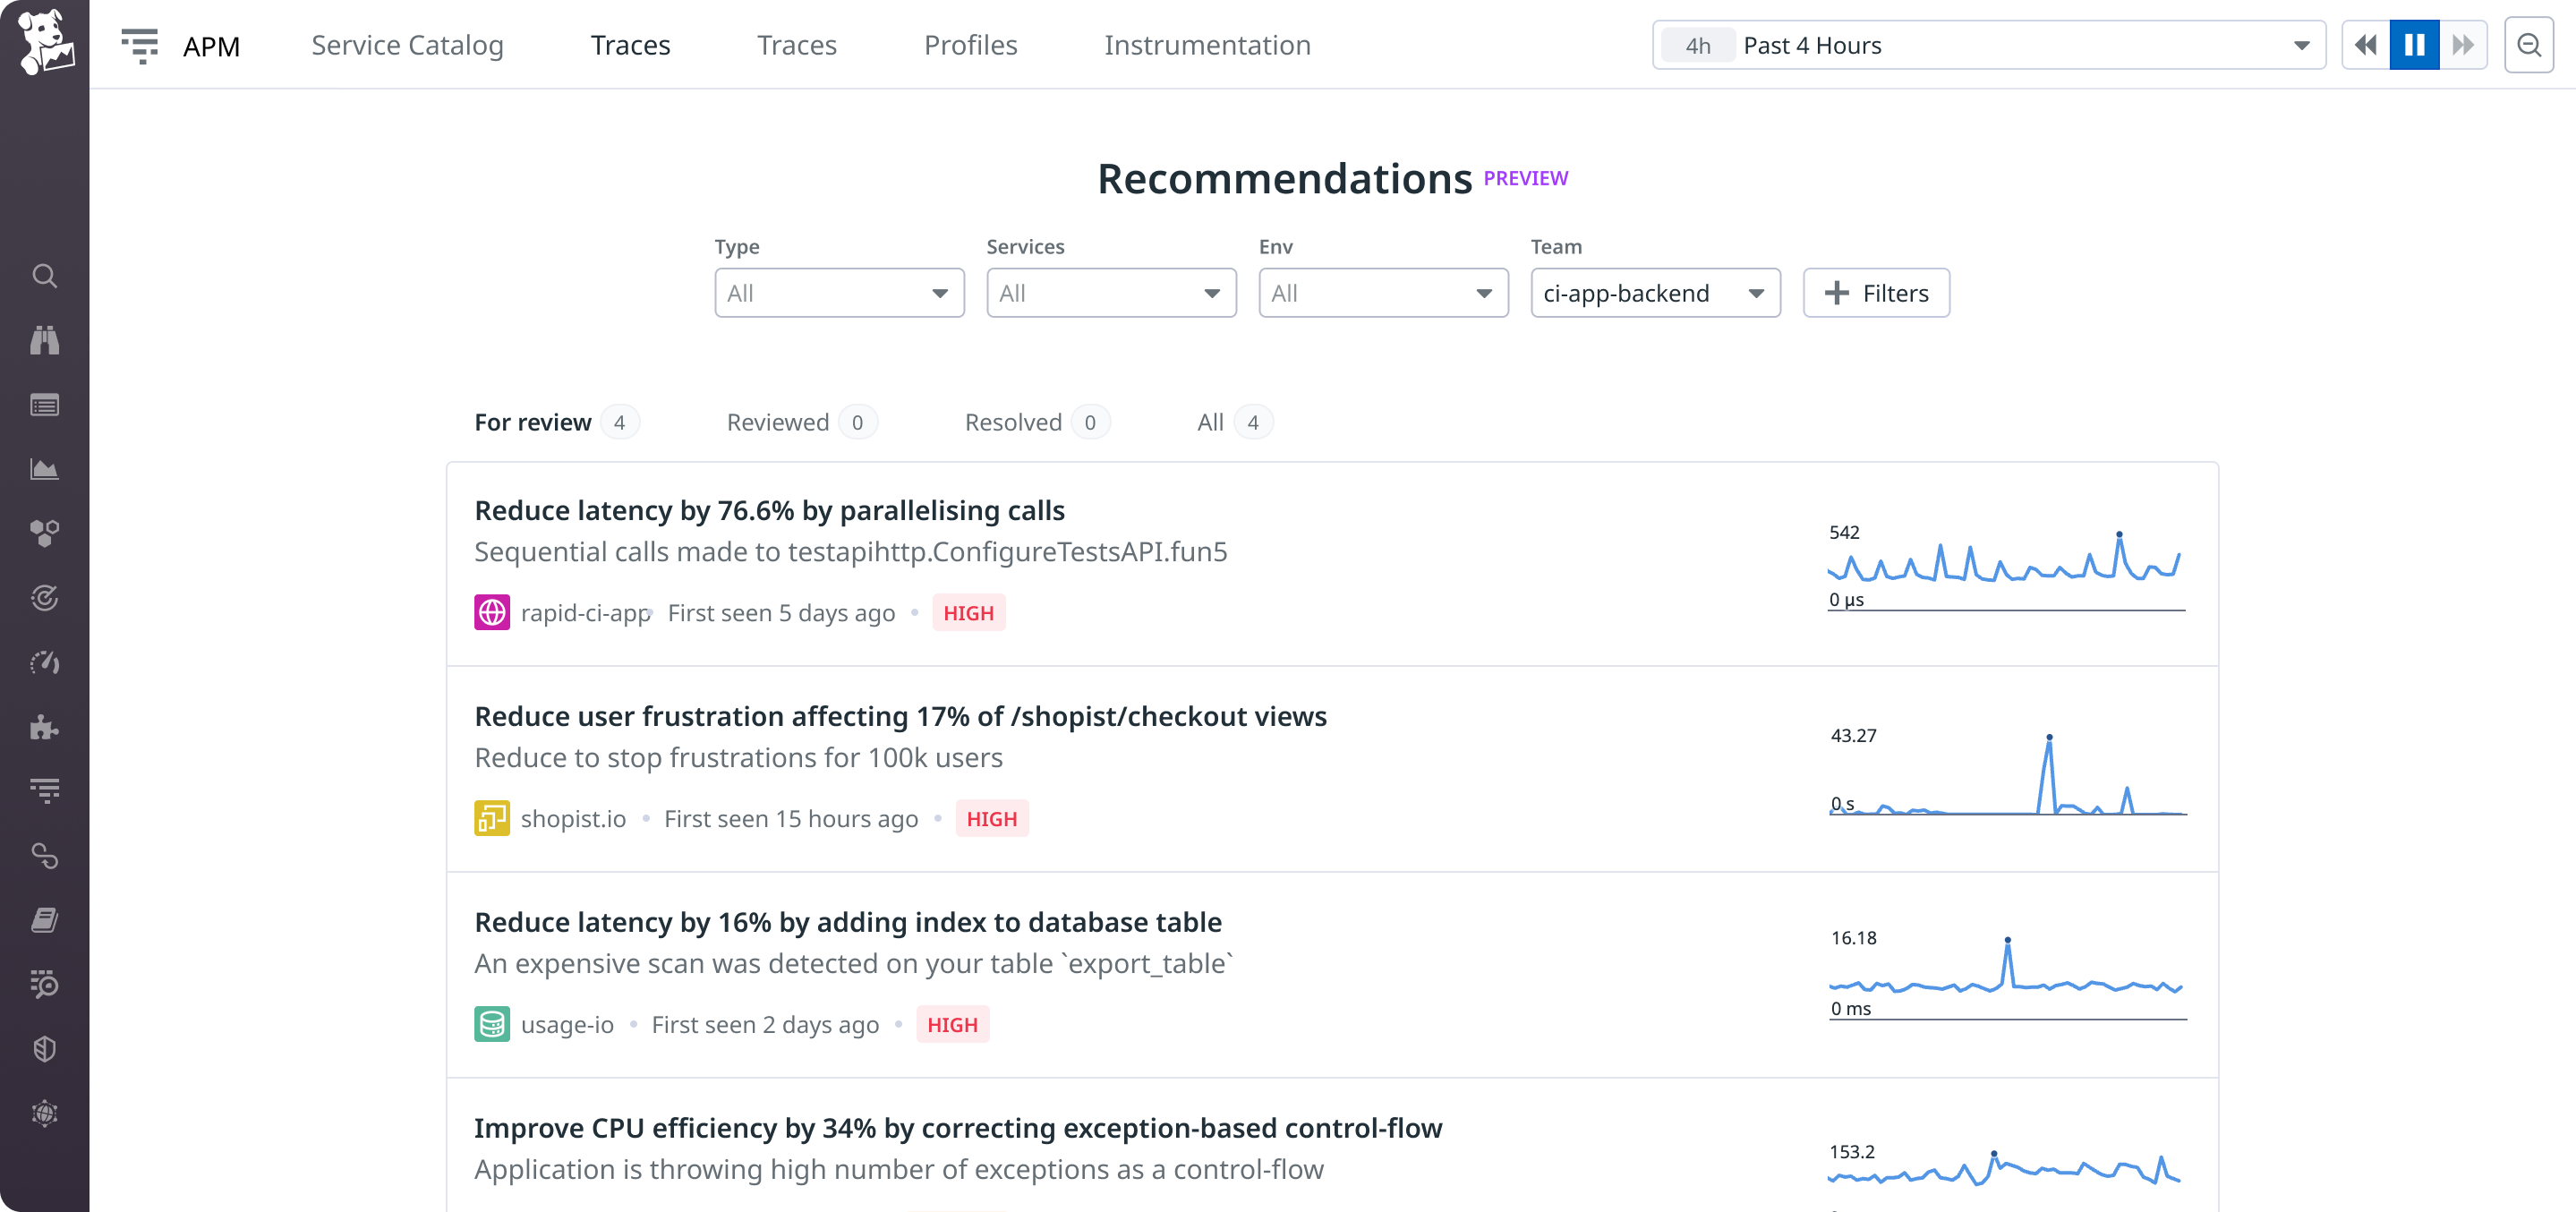 APM Service Catalog Traces Traces Profiles Instrumentation 4h Past 4 Hours
Recommendations PREVIEW
Type Services Env Team
All All All ci-app-backend Filters
For review 4 Reviewed 0 Resolved 0 All 4
Reduce latency by 76.6% by parallelising calls
Sequential calls made to testapihttp.ConfigureTestsAPI.fun5
rapid-ci-app First seen 5 days ago HIGH
542
0 µs
Reduce user frustration affecting 17% of /shopist/checkout views
Reduce to stop frustrations for 100k users
shopist.io First seen 15 hours ago HIGH
43.27
0 s
Reduce latency by 16% by adding index to database table
An expensive scan was detected on your table `export_table`
usage-io First seen 2 days ago HIGH
16.18
0 ms
Improve CPU efficiency by 34% by correcting exception-based control-flow
Application is throwing high number of exceptions as a control-flow
153.2